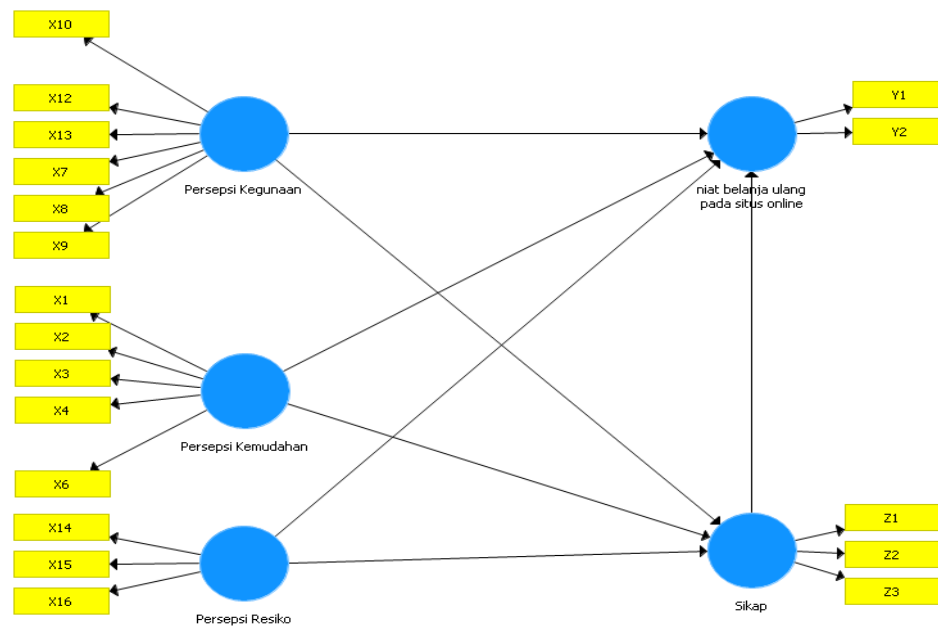 X10
X12
X13
X7
X8
X9
Persepsi Kegunaan
X1
X2
X3
X4
X6
Persepsi Kemudahan
X14
X15
X16
Persepsi Resiko
niat belanja ulang
pada situs online
Y1
Y2
Sikap
Z1
Z2
Z3